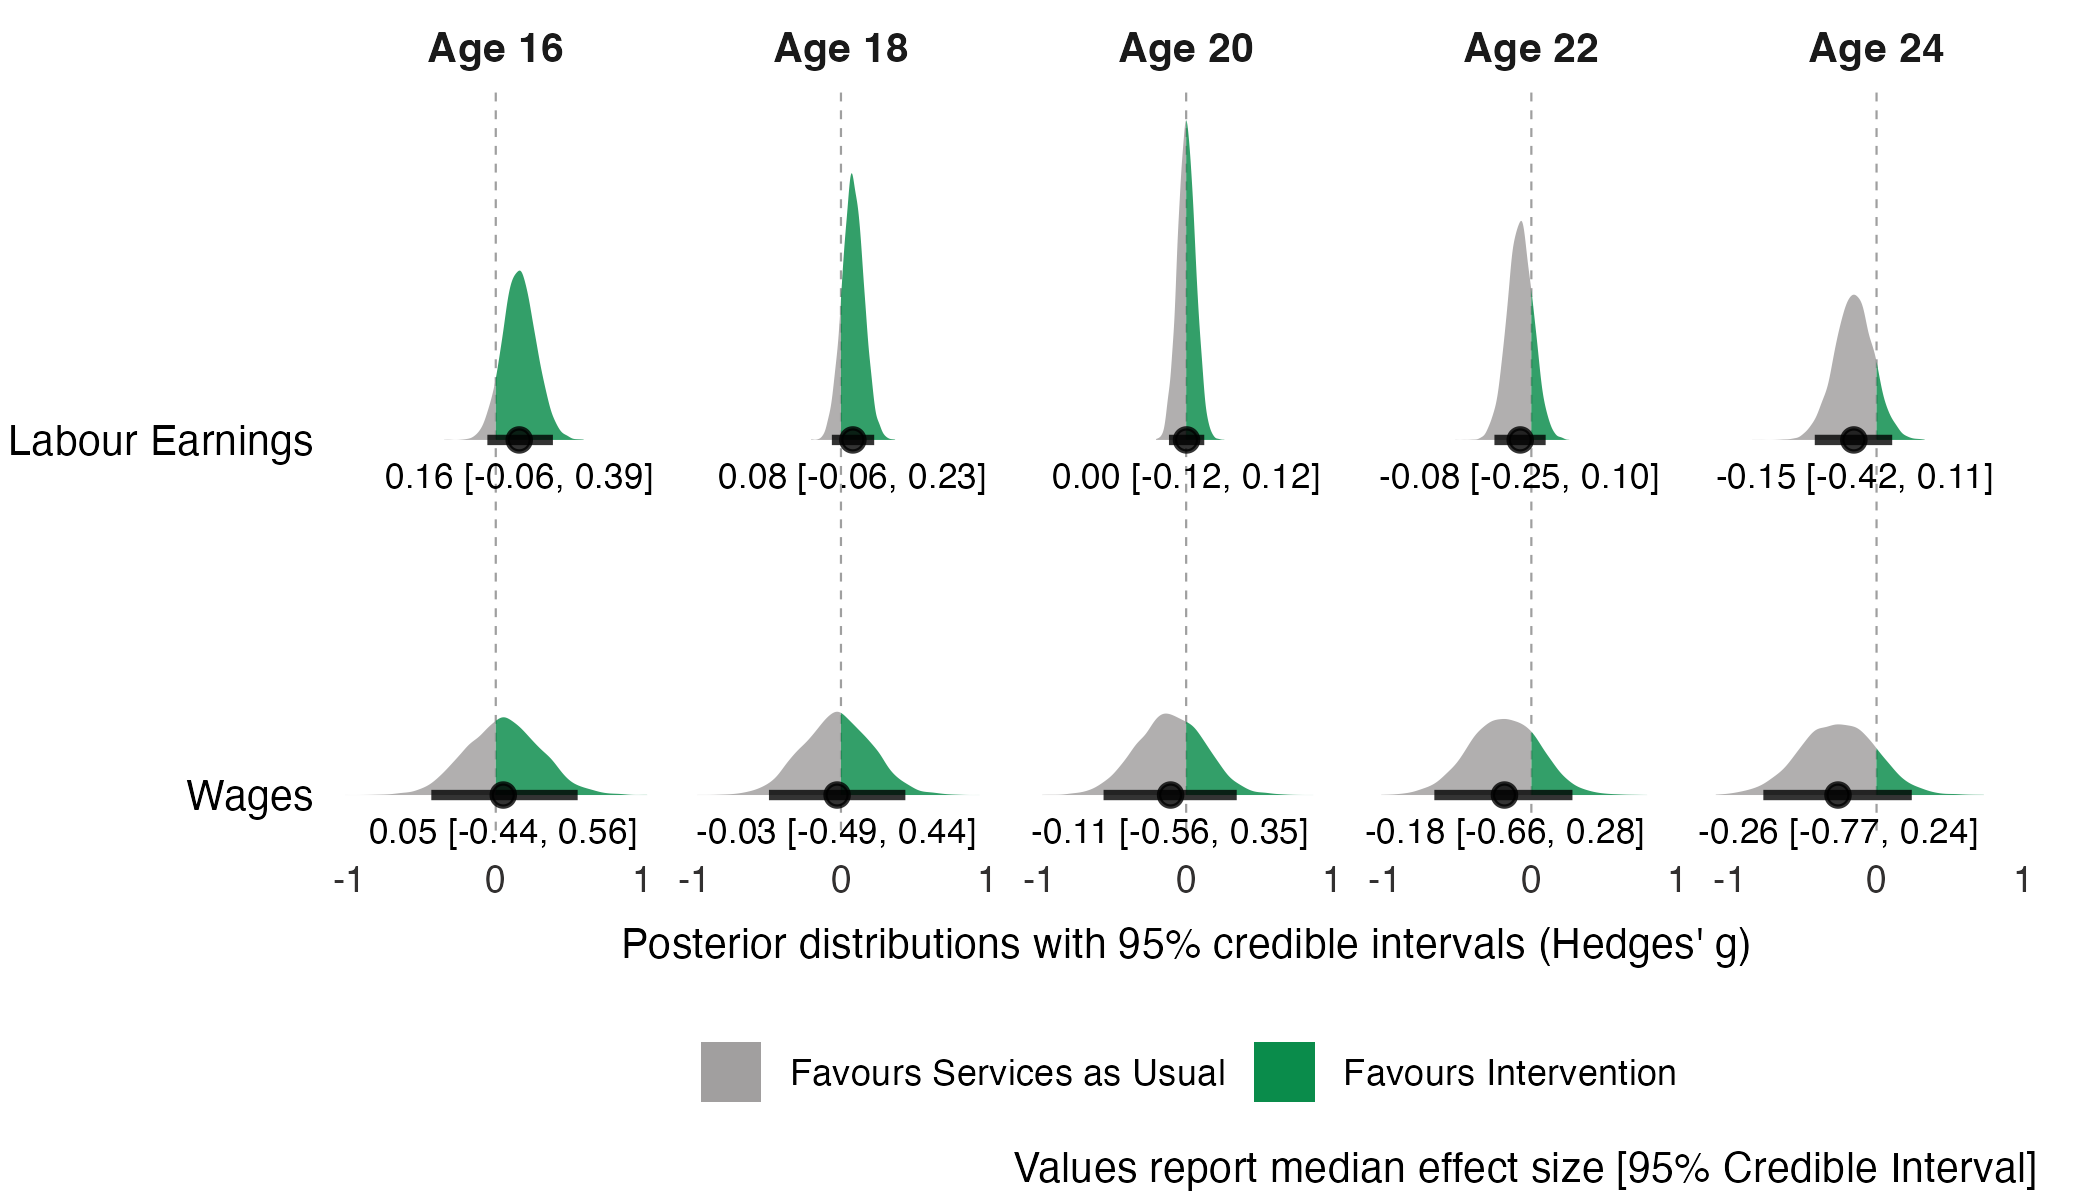 Age 16 Age 18 Age 20 Age 22 Age 24
Labour Earnings
0.16 [-0.06, 0.39] 0.08 [-0.06, 0.23] 0.00 [-0.12, 0.12] -0.08 [-0.25, 0.10] -0.15 [-0.42, 0.11]
Wages
0.05 [-0.44, 0.56] -0.03 [-0.49, 0.44] -0.11 [-0.56, 0.35] -0.18 [-0.66, 0.28] -0.26 [-0.77, 0.24]
-1 0 1 -1 0 1 -1 0 1 -1 0 1 -1 0 1
Posterior distributions with 95% credible intervals (Hedges' g)
Favours Services as Usual Favours Intervention
Values report median effect size [95% Credible Interval]